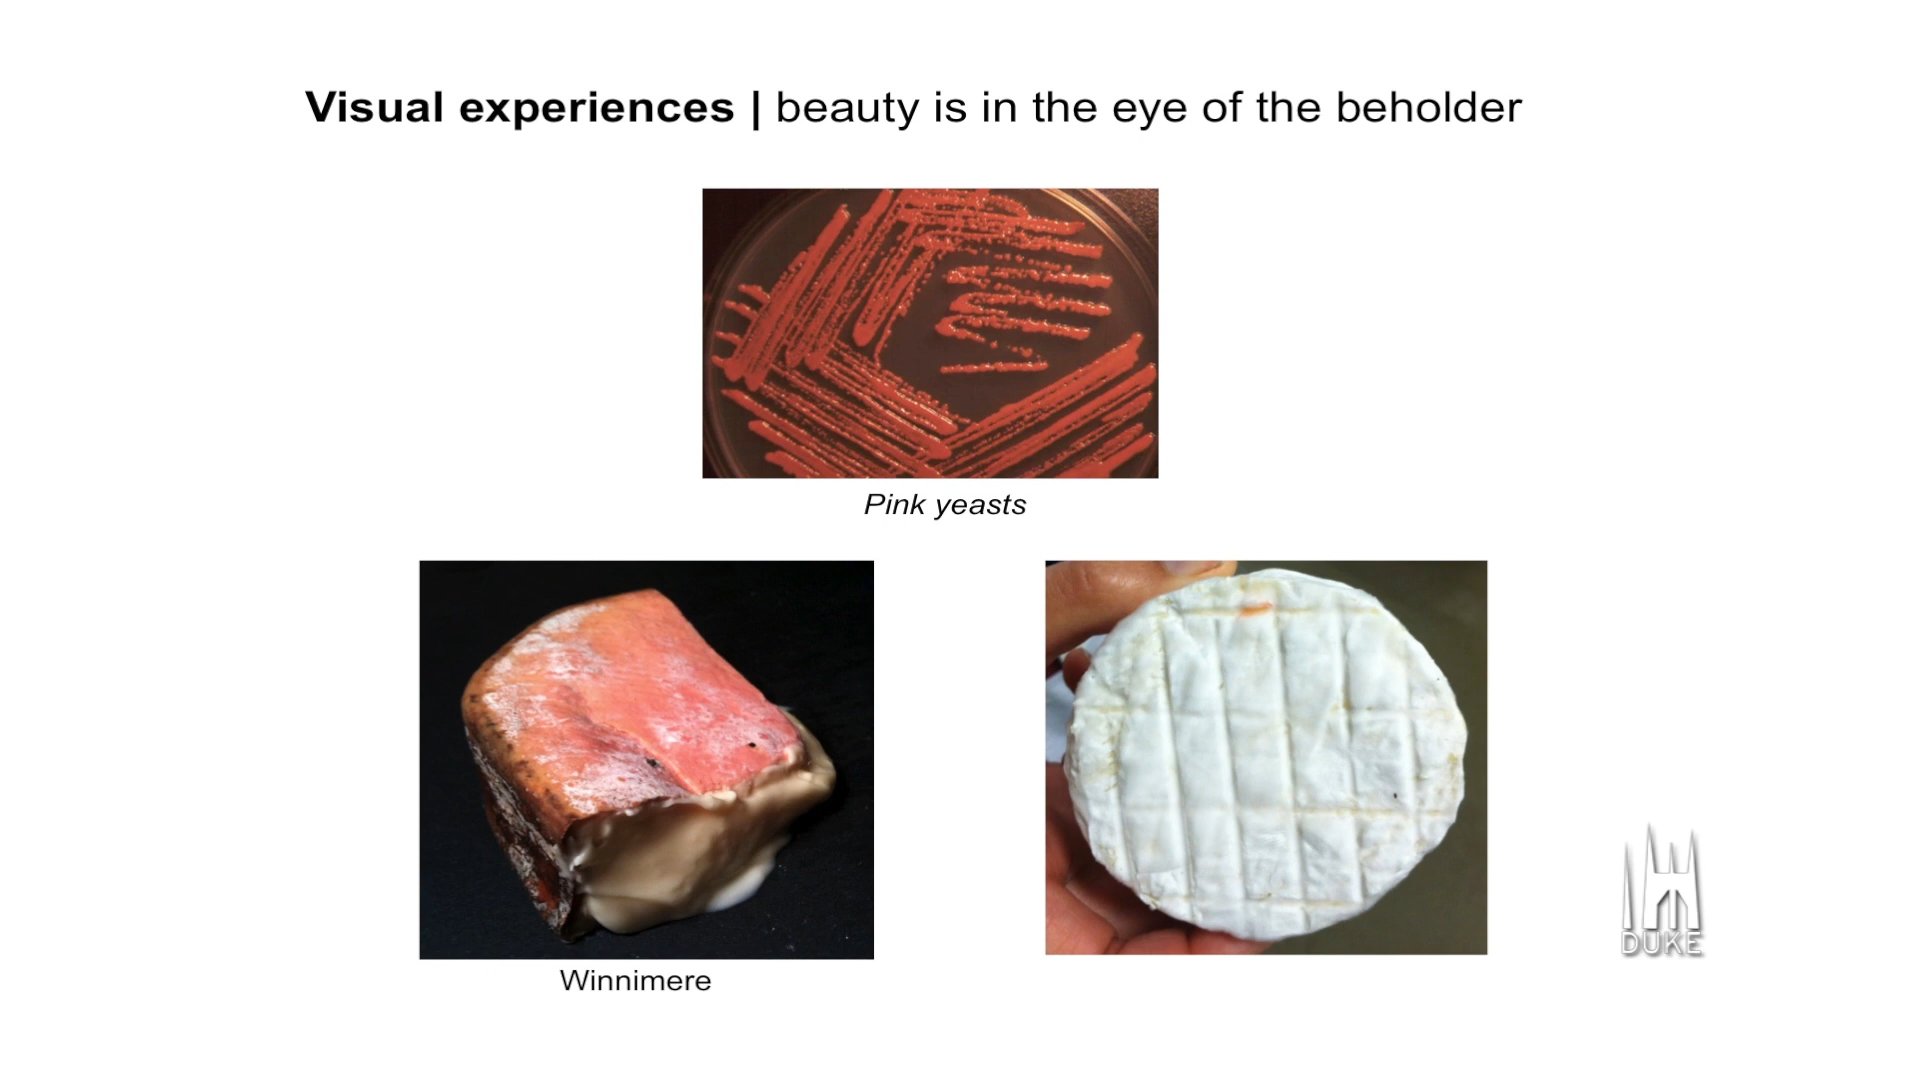 Visual experiences | beauty is in the eye of the beholder
Pink yeasts
Winnimere
DUKE